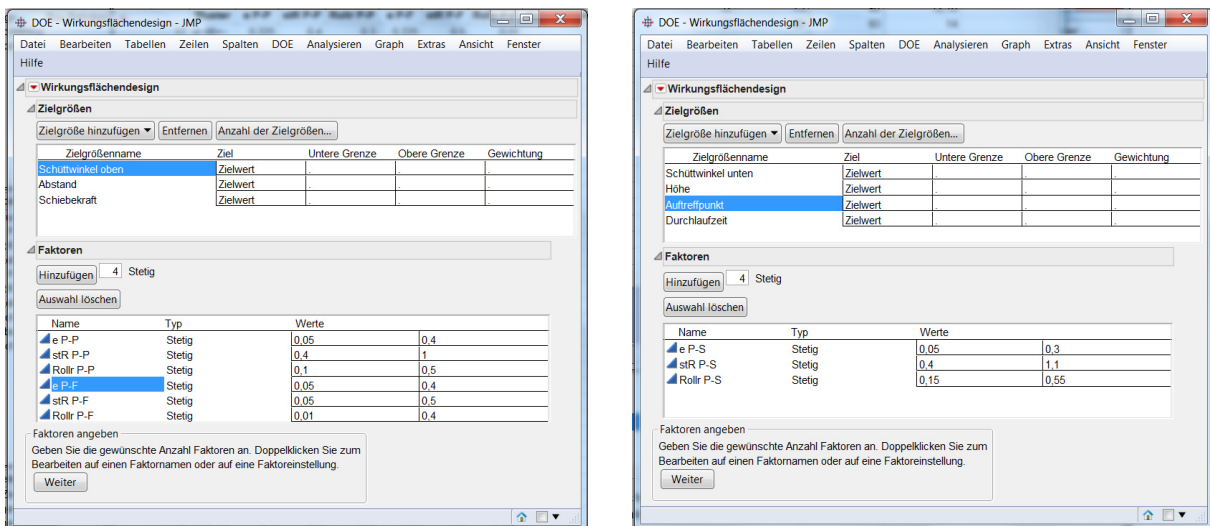 DOE - Wirkungsflächendesign - JMP
Datei Bearbeiten Tabellen Zeilen Spalten DOE Analysieren Graph Extras Ansicht Fenster
Hilfe
Wirkungsflächendesign
Zielgrößen
Zielgröße hinzufügen Entfernen Anzahl der Zielgrößen...
Zielgrößenname Ziel Untere Grenze Obere Grenze Gewichtung
Schüttwinkel oben Zielwert . . .
Abstand Zielwert . . .
Schiebekraft Zielwert . . .
Faktoren
Hinzufügen 4 Stetig
Auswahl löschen
Name Typ Werte
e P-P Stetig 0,05 0,4
stR P-P Stetig 0,4 1
Rollr P-P Stetig 0,1 0,5
e P-F Stetig 0,05 0,4
stR P-F Stetig 0,05 0,5
Rollr P-F Stetig 0,01 0,4
Faktoren angeben
Geben Sie die gewünschte Anzahl Faktoren an. Doppelklicken Sie zum
Bearbeiten auf einen Faktornamen oder auf eine Faktoreinstellung.
Weiter
DOE - Wirkungsflächendesign - JMP
Datei Bearbeiten Tabellen Zeilen Spalten DOE Analysieren Graph Extras Ansicht Fenster
Hilfe
Wirkungsflächendesign
Zielgrößen
Zielgröße hinzufügen Entfernen Anzahl der Zielgrößen...
Zielgrößenname Ziel Untere Grenze Obere Grenze Gewichtung
Schüttwinkel unten Zielwert . . .
Höhe Zielwert . . .
Auftreffpunkt Zielwert . . .
Durchlaufzeit Zielwert . . .
Faktoren
Hinzufügen 4 Stetig
Auswahl löschen
Name Typ Werte
e P-S Stetig 0,05 0,3
stR P-S Stetig 0,4 1,1
Rollr P-S Stetig 0,15 0,55
Faktoren angeben
Geben Sie die gewünschte Anzahl Faktoren an. Doppelklicken Sie zum
Bearbeiten auf einen Faktornamen oder auf eine Faktoreinstellung.
Weiter